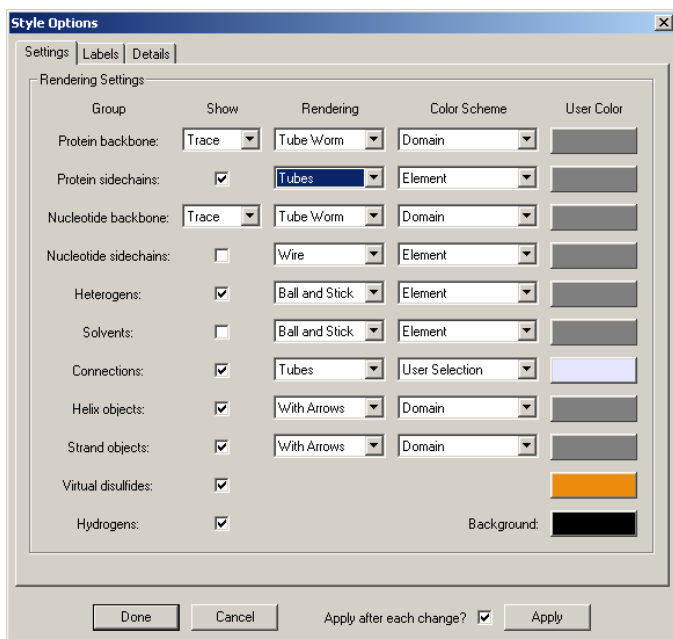 Style Options
Settings Labels Details
Rendering Settings
Group Show Rendering Color Scheme User Color
Protein backbone: Trace Tube Worm Domain
Protein sidechains: Tubes Element
Nucleotide backbone: Trace Tube Worm Domain
Nucleotide sidechains: Wire Element
Heterogens: Ball and Stick Element
Solvents: Ball and Stick Element
Connections: Tubes User Selection
Helix objects: With Arrows Domain
Strand objects: With Arrows Domain
Virtual disulfides:
Hydrogens: Background:
Done Cancel Apply after each change? Apply